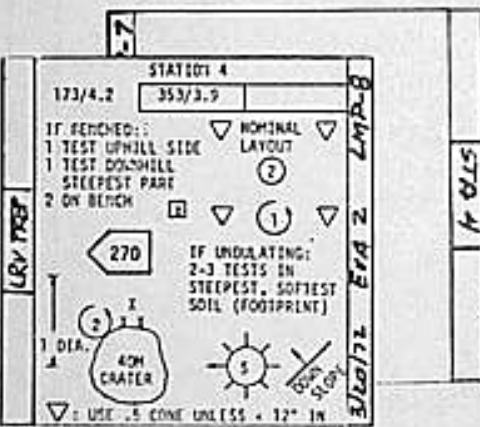 -7
STATION 4
173/4.2
353/3.9
IF BENCHED:
1 TEST UPHILL SIDE
1 TEST DOWNHILL
STEEPEST PART
2 ON BENCH
NOMINAL
LAYOUT
2
2
1
270
IF UNDULATING:
2-3 TESTS IN
STEEPEST, SOFTEST
SOIL (FOOTPRINT)
X
2
1 DIA.
40M
CRATER
S
DOWN
SLOPE
: USE .5 CONE UNLESS < 12" IN
LRV PREP
3/20/72 EVA 2 LMP-8
STA 4